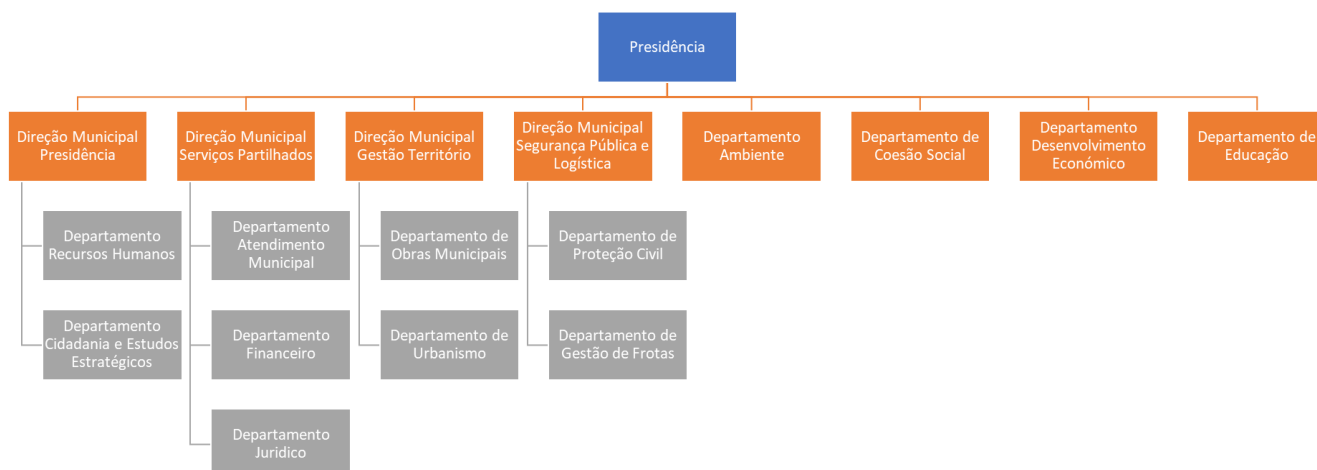 Presidência
Direção Municipal
Presidência
Direção Municipal
Serviços Partilhados
Direção Municipal
Gestão Território
Direção Municipal
Segurança Pública e
Logística
Departamento
Ambiente
Departamento de
Coesão Social
Departamento
Desenvolvimento
Económico
Departamento de
Educação
Departamento
Recursos Humanos
Departamento
Atendimento
Municipal
Departamento de
Obras Municipais
Departamento de
Proteção Civil
Departamento
Cidadania e Estudos
Estratégicos
Departamento
Financeiro
Departamento de
Urbanismo
Departamento de
Gestão de Frotas
Departamento
Juridico